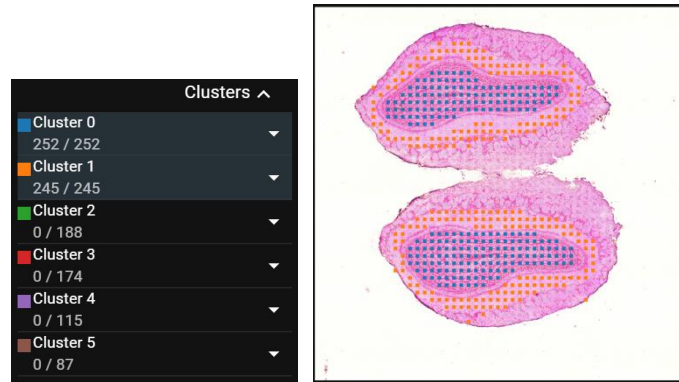 Clusters
Cluster 0
252 / 252
Cluster 1
245 / 245
Cluster 2
0 / 188
Cluster 3
0 / 174
Cluster 4
0 / 115
Cluster 5
0 / 87